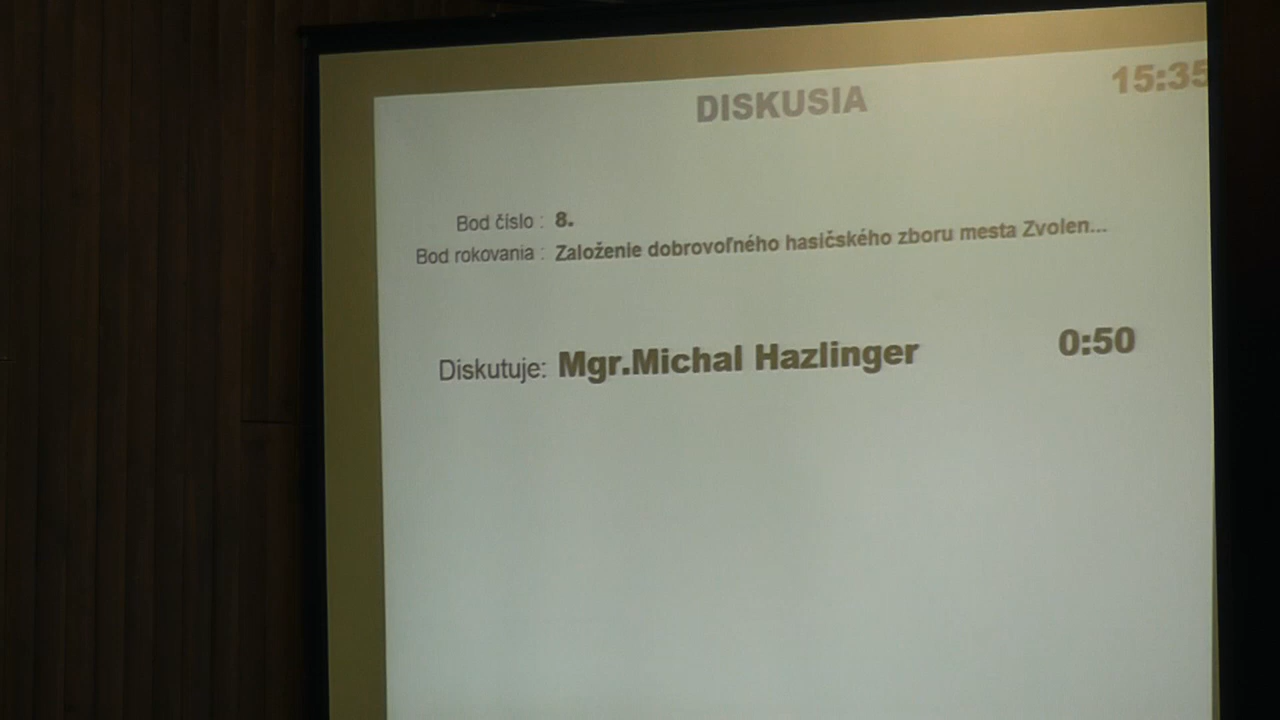 DISKUSIA
15:35
Bod číslo : 8.
Bod rokovania : Založenie dobrovoľného hasičského zboru mesta Zvolen...
Diskutuje: Mgr.Michal Hazlinger 0:50